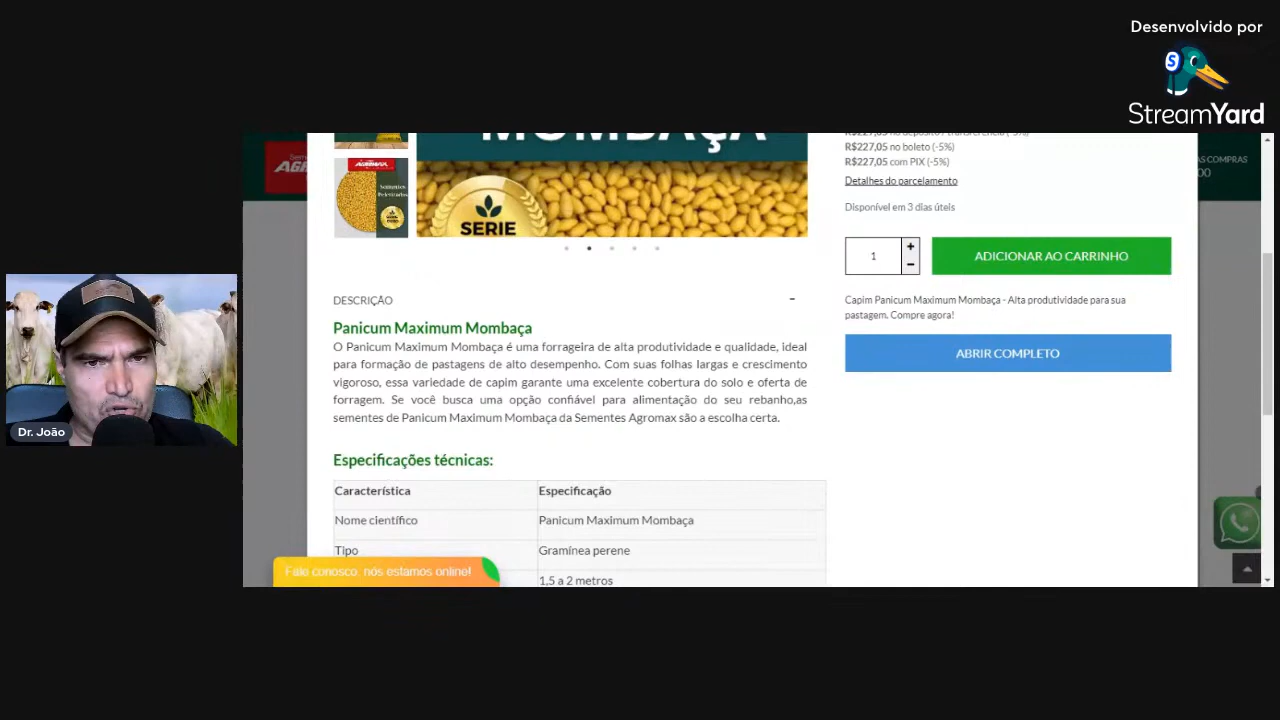 Desenvolvido por
StreamYard
MOMBAÇA
SERIE
R$227,05 no depósito / transferência (-5%)
R$227,05 no boleto (-5%)
R$227,05 com PIX (-5%)
Detalhes do parcelamento
Disponível em 3 dias úteis
1
+
-
ADICIONAR AO CARRINHO
Capim Panicum Maximum Mombaça - Alta produtividade para sua
pastagem. Compre agora!
ABRIR COMPLETO
DESCRIÇÃO
-
Panicum Maximum Mombaça
O Panicum Maximum Mombaça é uma forrageira de alta produtividade e qualidade, ideal
para formação de pastagens de alto desempenho. Com suas folhas largas e crescimento
vigoroso, essa variedade de capim garante uma excelente cobertura do solo e oferta de
forragem. Se você busca uma opção confiável para alimentação do seu rebanho,as
sementes de Panicum Maximum Mombaça da Sementes Agromax são a escolha certa.
Especificações técnicas:
Característica Especificação
Nome científico Panicum Maximum Mombaça
Tipo Gramínea perene
1,5 a 2 metros
Fale conosco, nós estamos online!
Dr. João